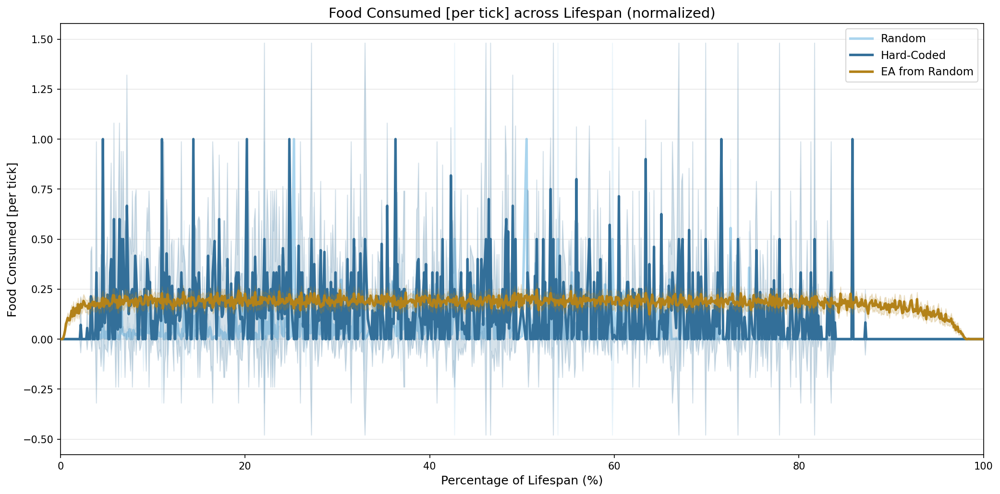 Food Consumed [per tick] across Lifespan (normalized)
Food Consumed [per tick]
1.50
1.25
1.00
0.75
0.50
0.25
0.00
−0.25
−0.50
Random
Hard-Coded
EA from Random
0
20
40
60
80
100
Percentage of Lifespan (%)